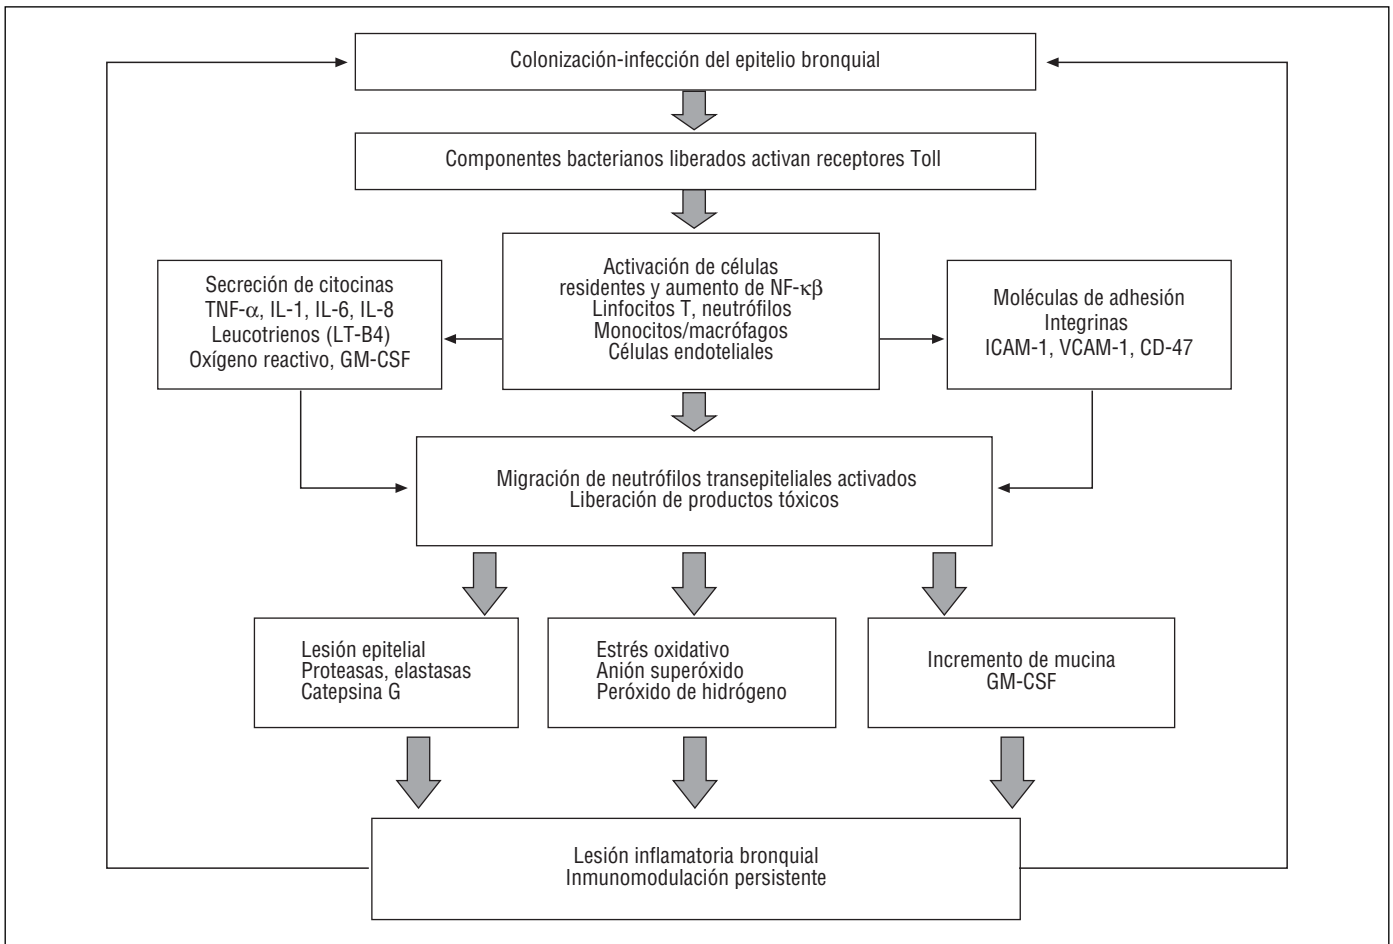 Colonización-infección del epitelio bronquial
Componentes bacterianos liberados activan receptores Toll
Secreción de citocinas
TNF-α, IL-1, IL-6, IL-8
Leucotrienos (LT-B4)
Oxígeno reactivo, GM-CSF
Activación de células
residentes y aumento de NF-κβ
Linfocitos T, neutrófilos
Monocitos/macrófagos
Células endoteliales
Moléculas de adhesión
Integrinas
ICAM-1, VCAM-1, CD-47
Migración de neutrófilos transepiteliales activados
Liberación de productos tóxicos
Lesión epitelial
Proteasas, elastasas
Catepsina G
Estrés oxidativo
Anión superóxido
Peróxido de hidrógeno
Incremento de mucina
GM-CSF
Lesión inflamatoria bronquial
Inmunomodulación persistente